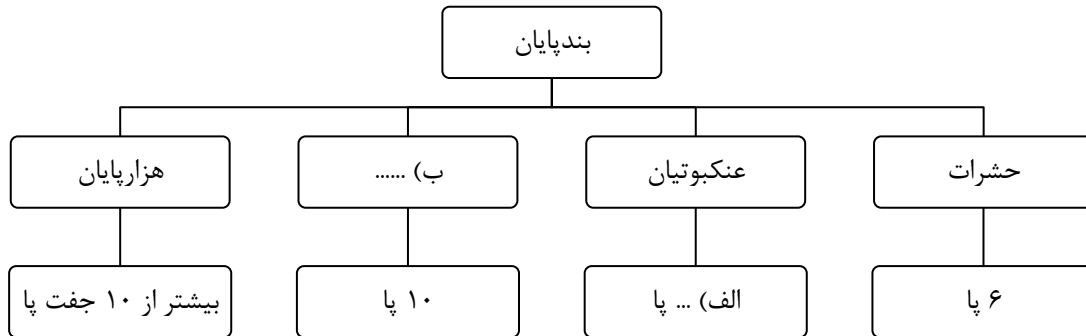 بندپایان
حشرات
عنکبوتیان
ب) ......
هزارپایان
۶ پا
الف) ... پا
۱۰ پا
بیشتر از ۱۰ جفت پا